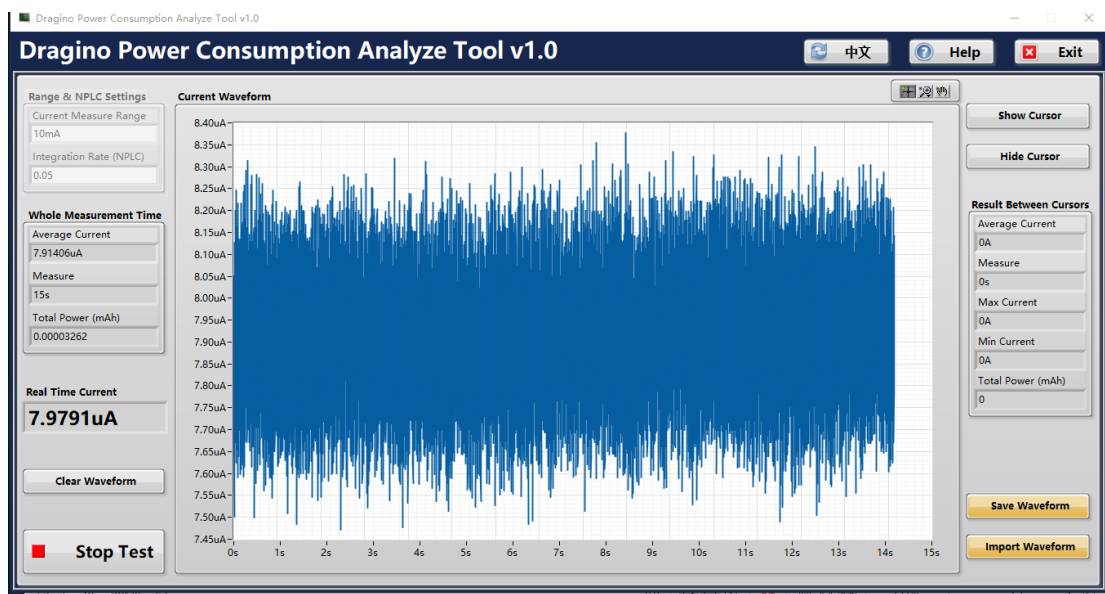 Dragino Power Consumption Analyze Tool v1.0
Dragino Power Consumption Analyze Tool v1.0
中文
Help
Exit
Range & NPLC Settings
Current Measure Range
10mA
Integration Rate (NPLC)
0.05
Whole Measurement Time
Average Current
7.91406uA
Measure
15s
Total Power (mAh)
0.00003262
Real Time Current
7.9791uA
Clear Waveform
Stop Test
Current Waveform
8.40uA
8.35uA
8.30uA
8.25uA
8.20uA
8.15uA
8.10uA
8.05uA
8.00uA
7.95uA
7.90uA
7.85uA
7.80uA
7.75uA
7.70uA
7.65uA
7.60uA
7.55uA
7.50uA
7.45uA
0s 1s 2s 3s 4s 5s 6s 7s 8s 9s 10s 11s 12s 13s 14s 15s
Show Cursor
Hide Cursor
Result Between Cursors
Average Current
0A
Measure
0s
Max Current
0A
Min Current
0A
Total Power (mAh)
0
Save Waveform
Import Waveform